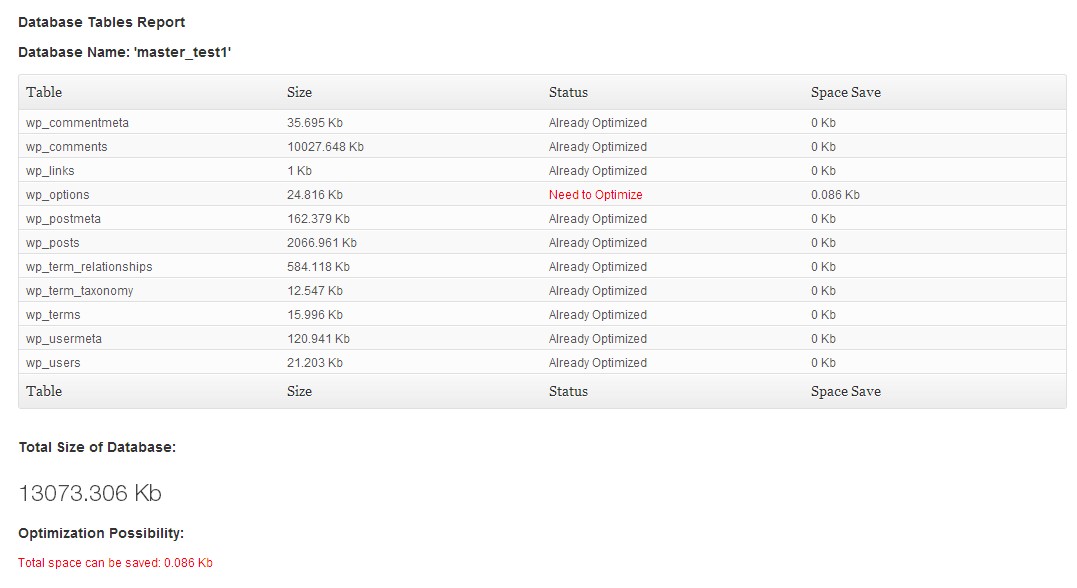 Database Tables Report
Database Name: 'master_test1'
Table Size Status Space Save
wp_commentmeta 35.695 Kb Already Optimized 0 Kb
wp_comments 10027.648 Kb Already Optimized 0 Kb
wp_links 1 Kb Already Optimized 0 Kb
wp_options 24.816 Kb Need to Optimize 0.086 Kb
wp_postmeta 162.379 Kb Already Optimized 0 Kb
wp_posts 2066.961 Kb Already Optimized 0 Kb
wp_term_relationships 584.118 Kb Already Optimized 0 Kb
wp_term_taxonomy 12.547 Kb Already Optimized 0 Kb
wp_terms 15.996 Kb Already Optimized 0 Kb
wp_usermeta 120.941 Kb Already Optimized 0 Kb
wp_users 21.203 Kb Already Optimized 0 Kb
Table Size Status Space Save
Total Size of Database:
13073.306 Kb
Optimization Possibility:
Total space can be saved: 0.086 Kb